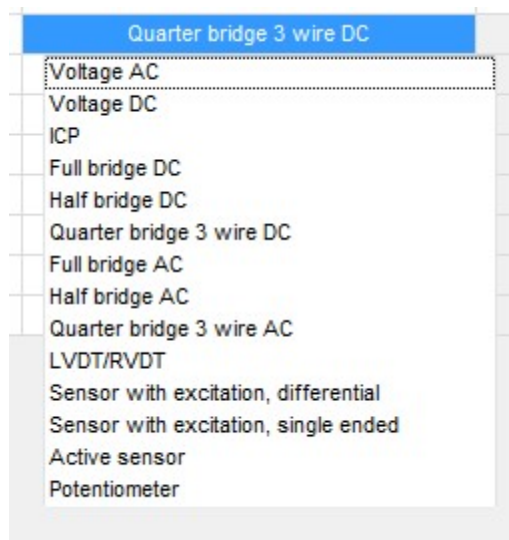 Quarter bridge 3 wire DC
Voltage AC
Voltage DC
ICP
Full bridge DC
Half bridge DC
Quarter bridge 3 wire DC
Full bridge AC
Half bridge AC
Quarter bridge 3 wire AC
LVDT/RVDT
Sensor with excitation, differential
Sensor with excitation, single ended
Active sensor
Potentiometer